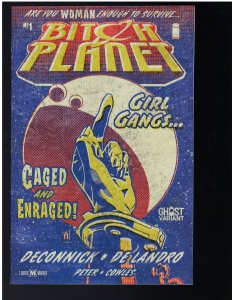 ARE YOU WOMAN ENOUGH TO SURVIVE...
Nº1
BITCH
PLANET
GIRL
GANGS...
CAGED
AND
ENRAGED!
GHOST
VARIANT
DECONNICK • DE LANDRO
PETER • COWLES